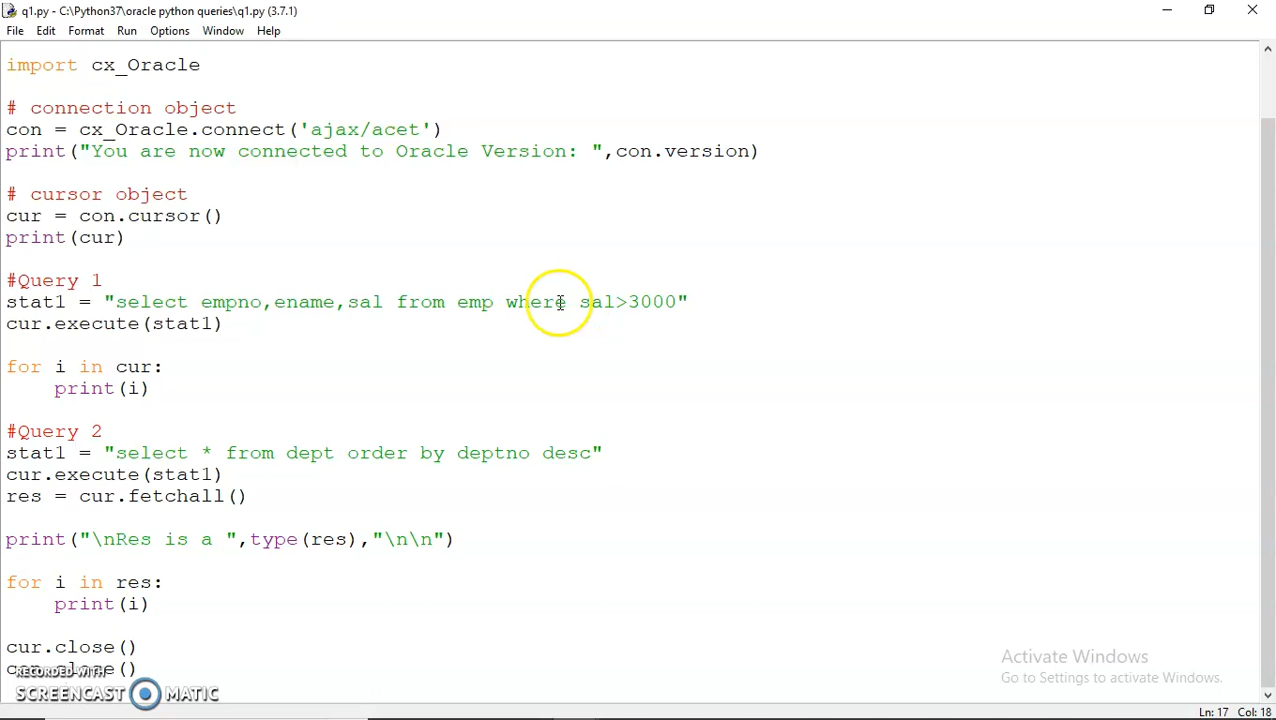 q1.py - C:\Python37\oracle python queries\q1.py (3.7.1)
File Edit Format Run Options Window Help
import cx_Oracle
# connection object
con = cx_Oracle.connect('ajax/acet')
print("You are now connected to Oracle Version: ",con.version)
# cursor object
cur = con.cursor()
print(cur)
#Query 1
stat1 = "select empno,ename,sal from emp where sal>3000"
cur.execute(stat1)
for i in cur:
    print(i)
#Query 2
stat1 = "select * from dept order by deptno desc"
cur.execute(stat1)
res = cur.fetchall()
print("\nRes is a ",type(res),"\n\n")
for i in res:
    print(i)
cur.close()
Activate Windows
Go to Settings to activate Windows.
RECORDED WITH
SCREENCAST MATIC
Ln: 17 Col: 18